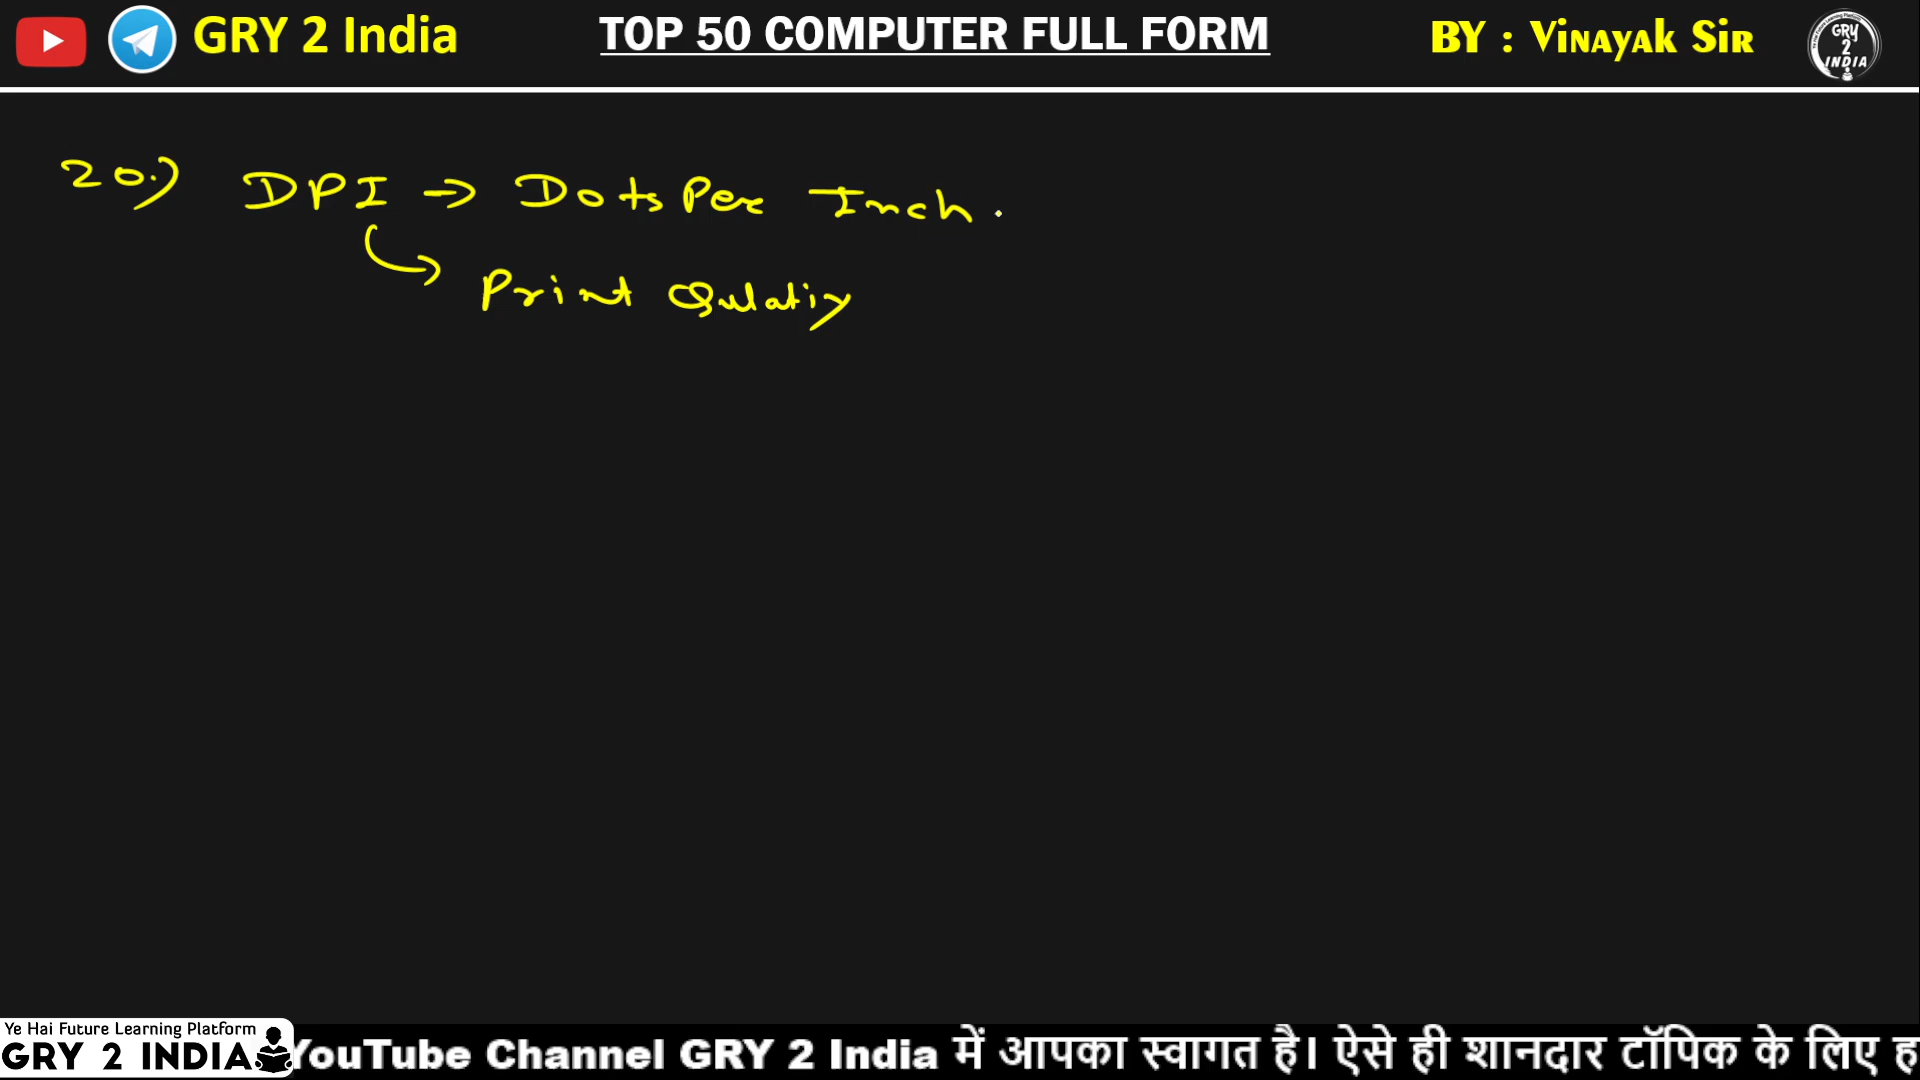 GRY 2 India
TOP 50 COMPUTER FULL FORM
BY : Vinayak Sir
GRY 2 INDIA
20.) DPI → Dots Per Inch.
Print Qulatiy
Ye Hai Future Learning Platform
GRY 2 INDIA
YouTube Channel GRY 2 India में आपका स्वागत है। ऐसे ही शानदार टॉपिक के लिए ह